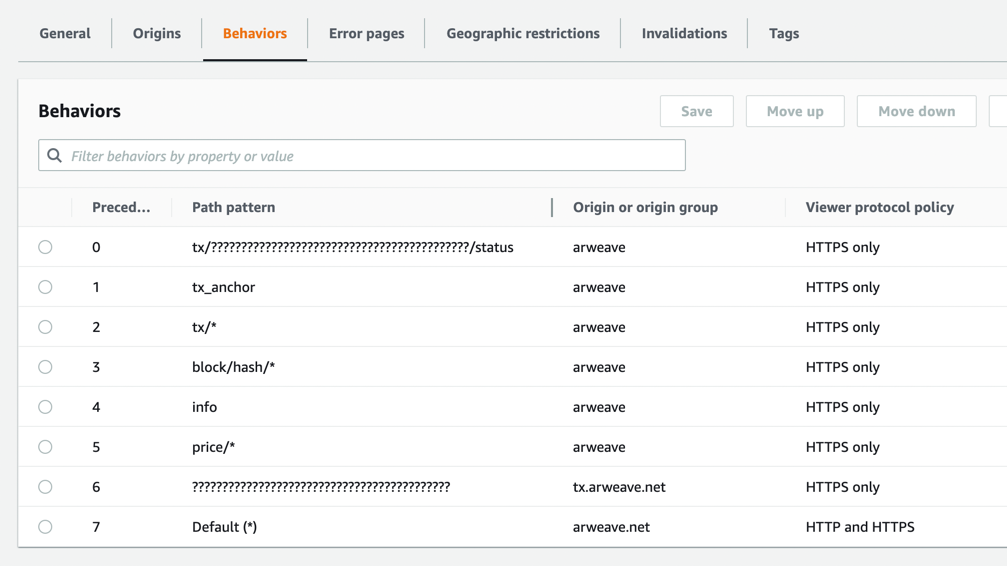 General
Origins
Behaviors
Error pages
Geographic restrictions
Invalidations
Tags
Behaviors
Save
Move up
Move down
Filter behaviors by property or value
Preced... Path pattern Origin or origin group Viewer protocol policy
0 tx/???????????????????????????????????????????/status arweave HTTPS only
1 tx_anchor arweave HTTPS only
2 tx/* arweave HTTPS only
3 block/hash/* arweave HTTPS only
4 info arweave HTTPS only
5 price/* arweave HTTPS only
6 ??????????????????????????????????????????? tx.arweave.net HTTPS only
7 Default (*) arweave.net HTTP and HTTPS